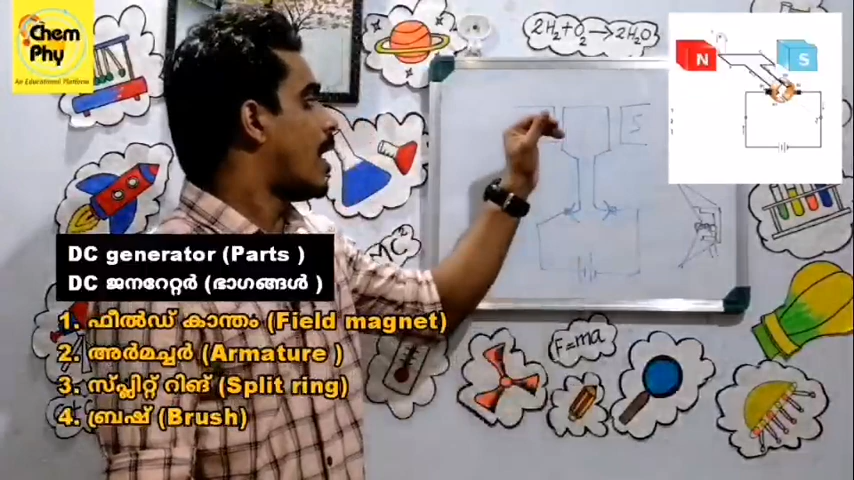 Chem
Phy
An Educational Platform
2H₂+O₂→2H₂O
N
S
S
DC generator (Parts )
DC ജനറേറ്റർ (ഭാഗങ്ങൾ )
1. ഫീൽഡ് കാന്തം (Field magnet)
2. അർമച്ചർ (Armature )
3. സ്പ്ലിറ്റ് റിങ് (Split ring)
4. ബ്രഷ് (Brush)
F=ma